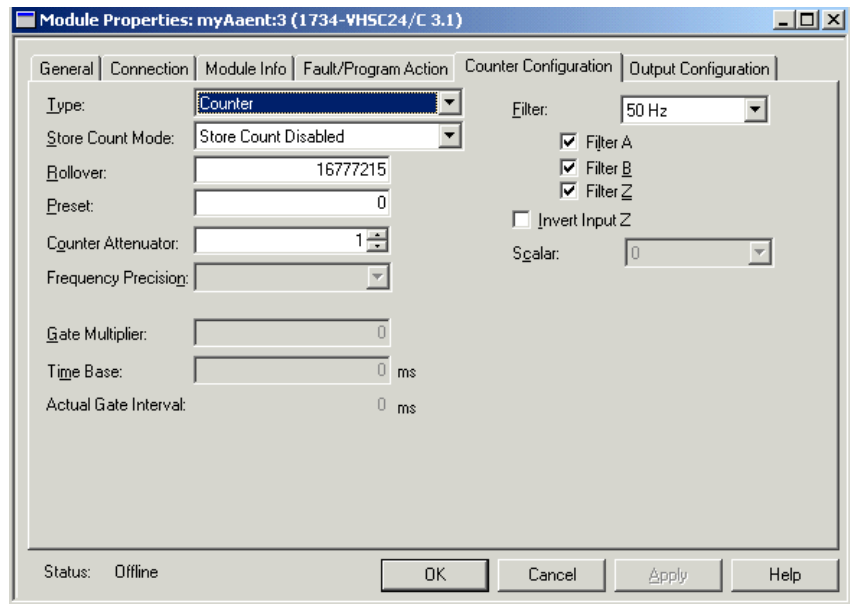 Module Properties: myAaent:3 (1734-VHSC24/C 3.1)
General Connection Module Info Fault/Program Action Counter Configuration Output Configuration
Type: Counter Filter: 50 Hz
Store Count Mode: Store Count Disabled Filter A
Rollover: 16777215 Filter B
Preset: 0 Filter Z
Invert Input Z
Counter Attenuator: 1
Scalar: 0
Frequency Precision:
Gate Multiplier: 0
Time Base: 0 ms
Actual Gate Interval: 0 ms
Status: Offline OK Cancel Apply Help